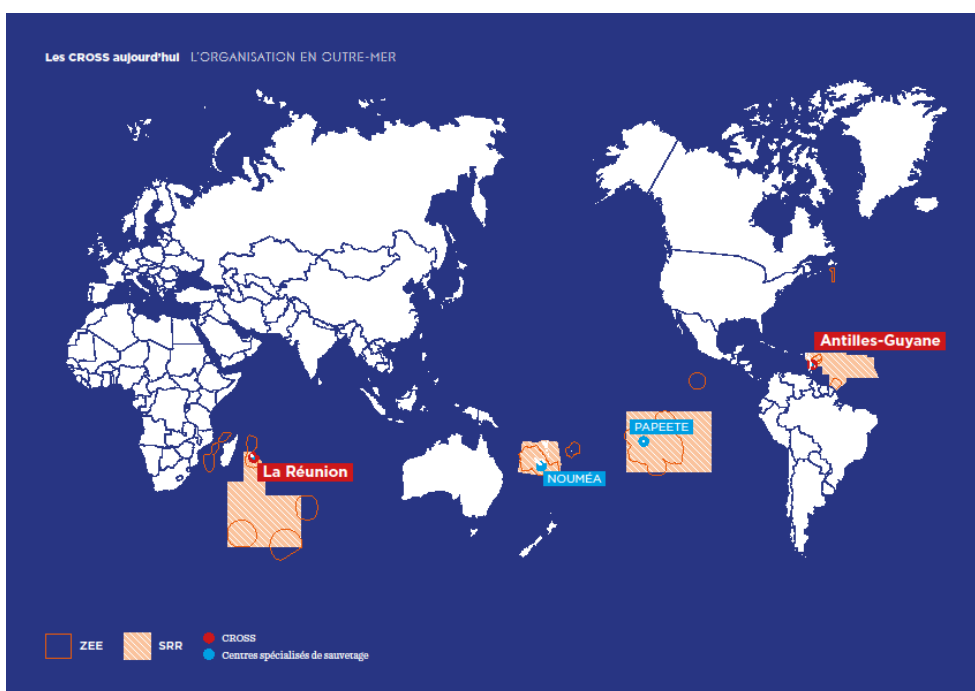 Les CROSS aujourd'hui L'ORGANISATION EN OUTRE-MER
Antilles-Guyane
PAPEETE
La Réunion
NOUMÉA
ZEE
SRR
CROSS
Centres spécialisés de sauvetage